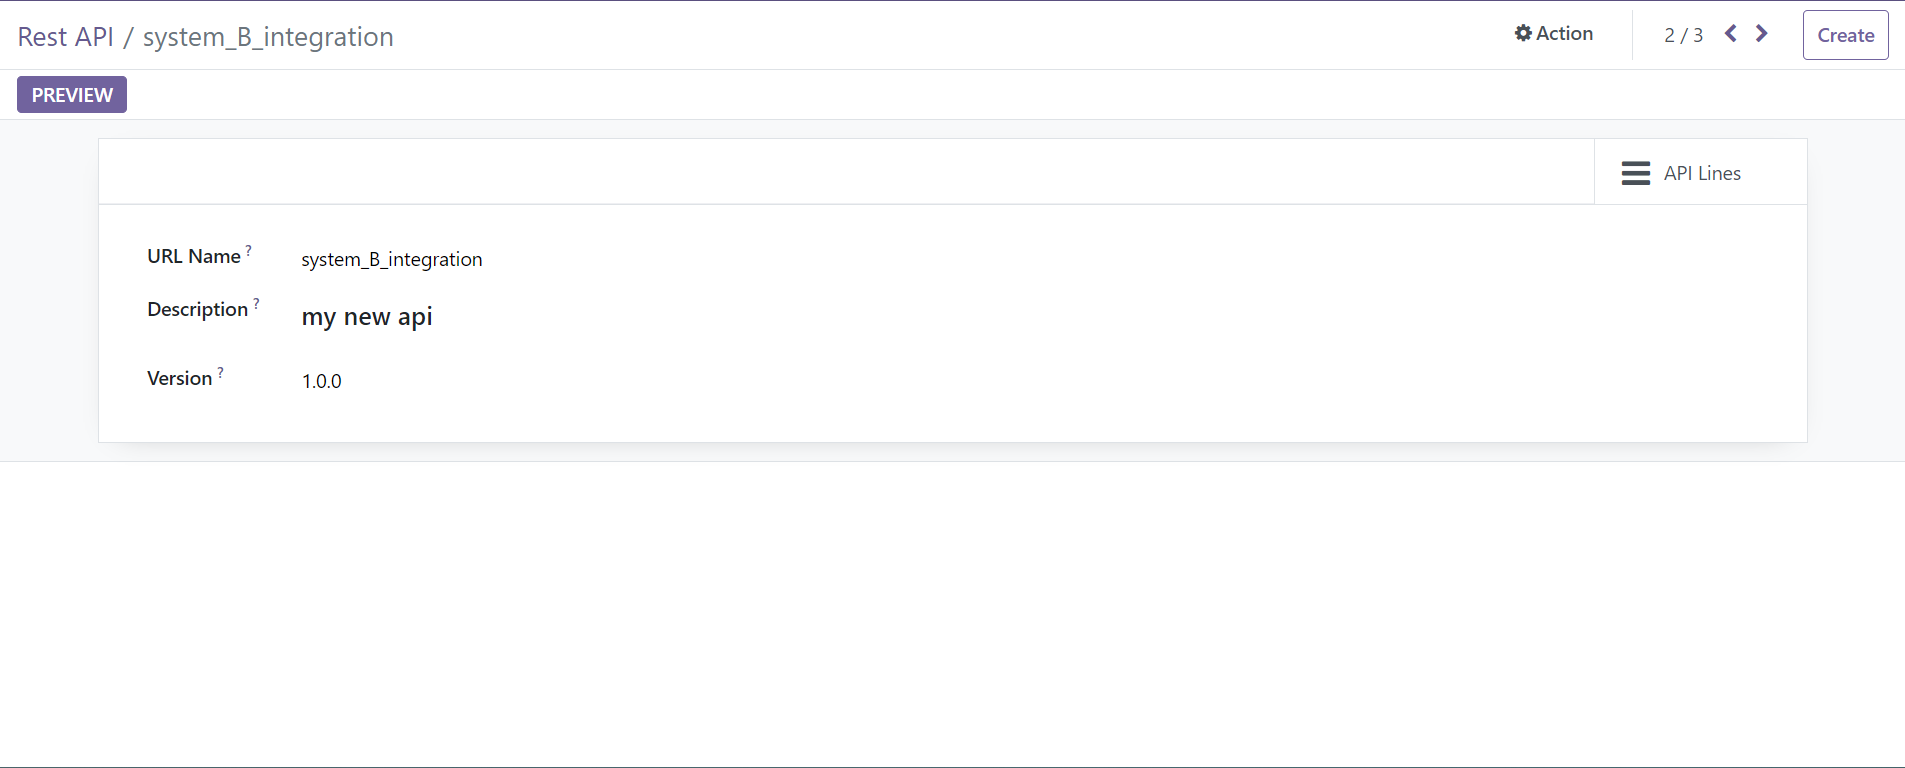 Rest API / system_B_integration
Action
2 / 3
Create
PREVIEW
API Lines
URL Name ? system_B_integration
Description ? my new api
Version ? 1.0.0